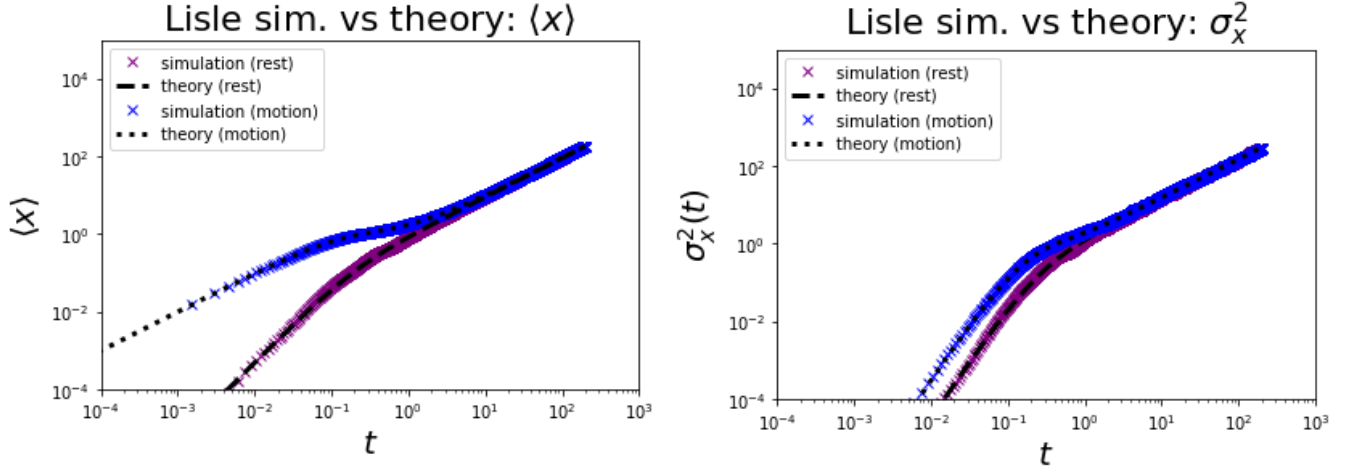 Lisle sim. vs theory: ⟨x⟩
simulation (rest)
theory (rest)
simulation (motion)
theory (motion)
⟨x⟩
10⁴
10²
10⁰
10⁻²
10⁻⁴
10⁻⁴ 10⁻³ 10⁻² 10⁻¹ 10⁰ 10¹ 10² 10³
t
Lisle sim. vs theory: σₓ²
simulation (rest)
theory (rest)
simulation (motion)
theory (motion)
σₓ²(t)
10⁴
10²
10⁰
10⁻²
10⁻⁴
10⁻⁴ 10⁻³ 10⁻² 10⁻¹ 10⁰ 10¹ 10² 10³
t